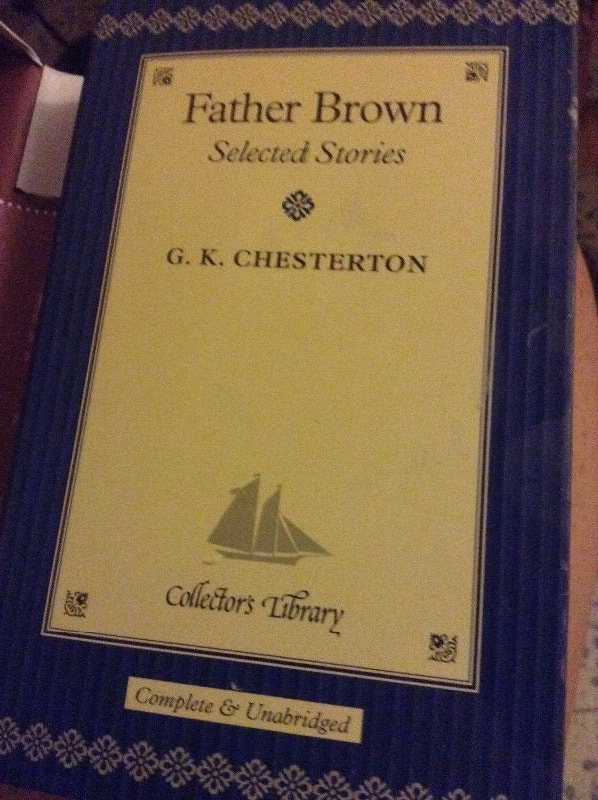 Father Brown
Selected Stories
G. K. CHESTERTON
Collector's Library
Complete & Unabridged